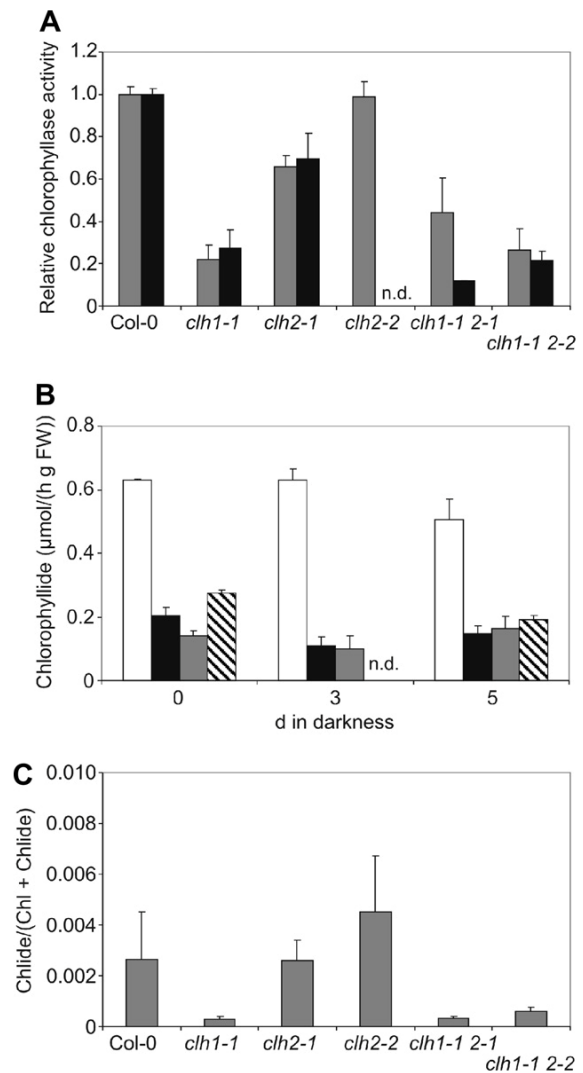 A
Relative chlorophyllase activity
1.2
1.0
0.8
0.6
0.4
0.2
0
n.d.
Col-0 clh1-1 clh2-1 clh2-2 clh1-1 2-1
clh1-1 2-2
B
Chlorophyllide (µmol/(h g FW))
0.8
0.6
0.4
0.2
0
n.d.
0 3 5
d in darkness
C
Chlide/(Chl + Chlide)
0.010
0.008
0.006
0.004
0.002
0
Col-0 clh1-1 clh2-1 clh2-2 clh1-1 2-1
clh1-1 2-2